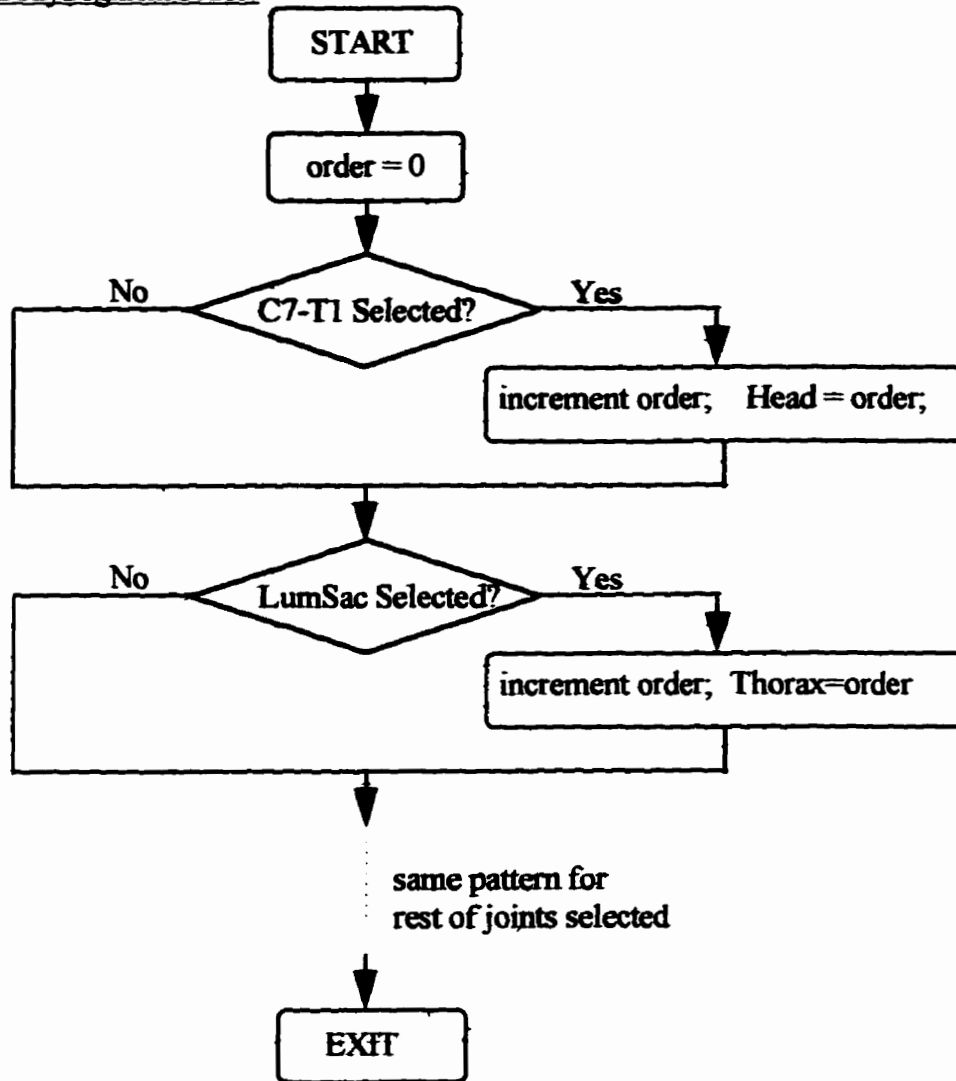 START
order = 0
No
C7-T1 Selected?
Yes
increment order; Head = order;
No
LumSac Selected?
Yes
increment order; Thorax=order
same pattern for
rest of joints selected
EXIT